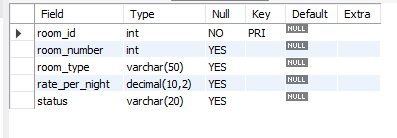 Field Type Null Key Default Extra
room_id int NO PRI NULL
room_number int YES NULL
room_type varchar(50) YES NULL
rate_per_night decimal(10,2) YES NULL
status varchar(20) YES NULL